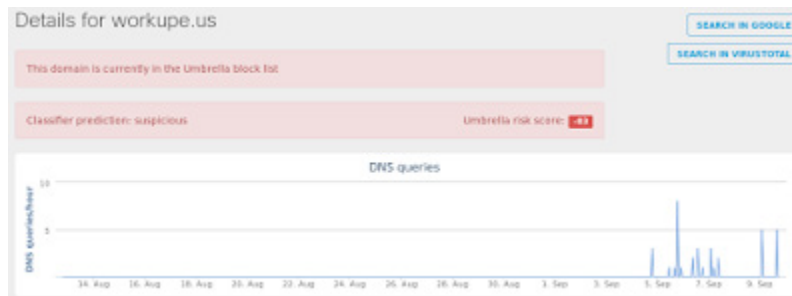 Details for workupe.us
SEARCH IN GOOGLE
SEARCH IN VIRUSTOTAL
This domain is currently in the Umbrella block list
Classifier prediction: suspicious
Umbrella risk score:
DNS queries
DNS queries/hour
10
5
14. Aug 16. Aug 18. Aug 20. Aug 22. Aug 24. Aug 26. Aug 28. Aug 30. Aug 1. Sep 3. Sep 5. Sep 7. Sep 9. Sep